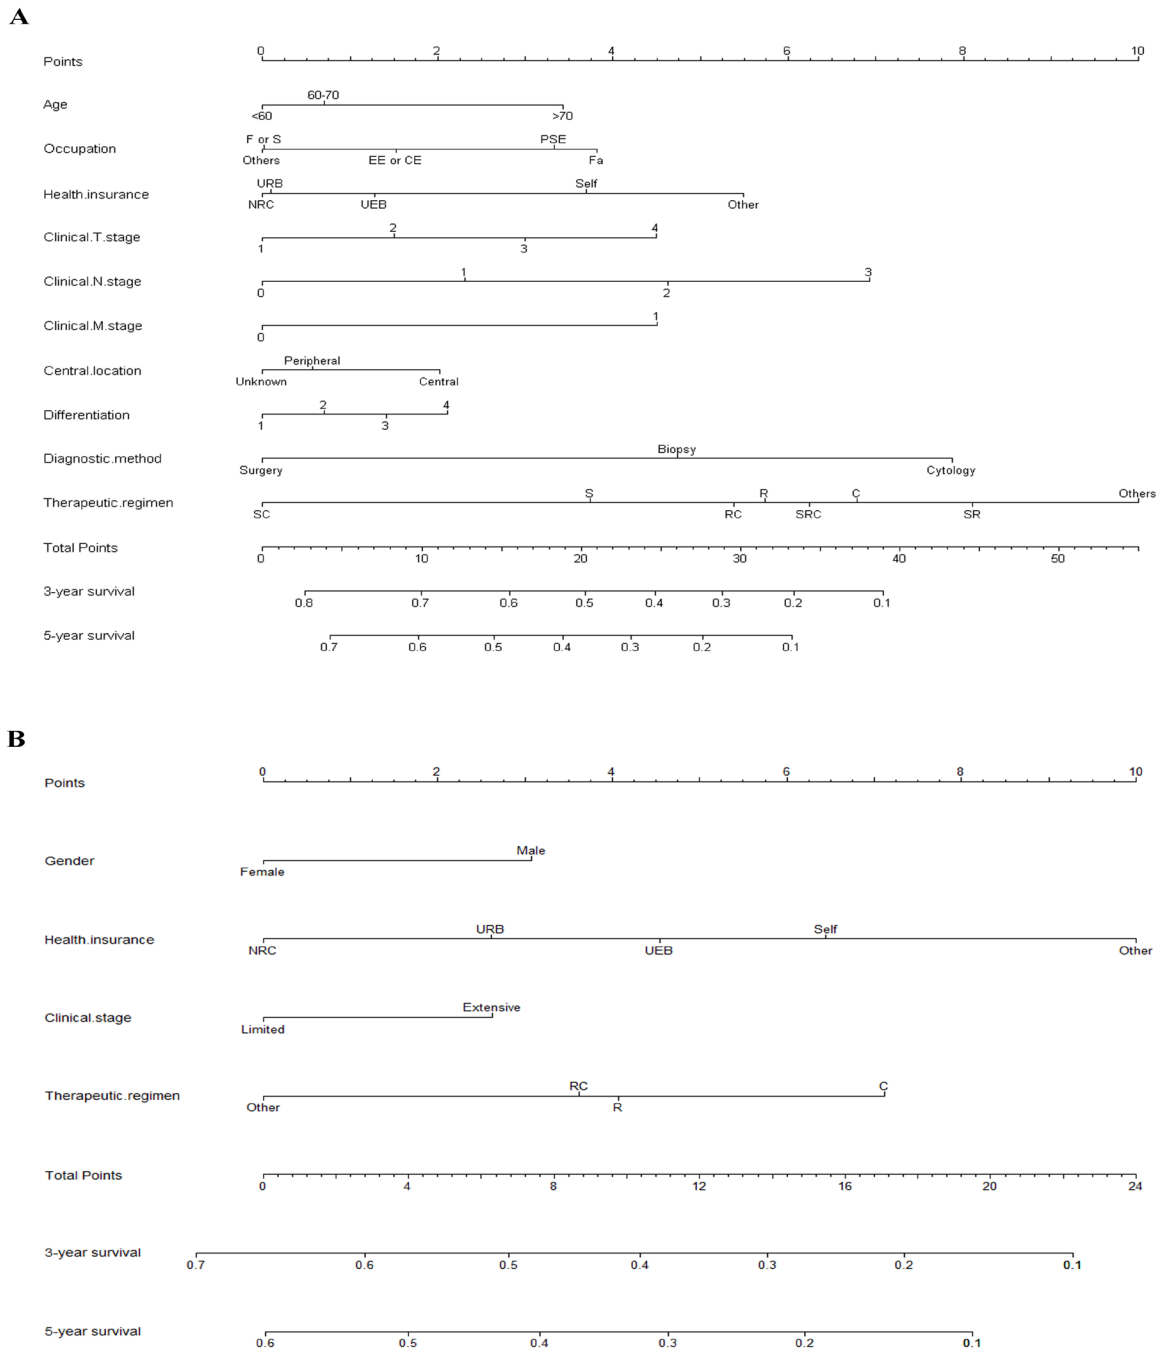 A
Points 0 2 4 6 8 10
Age <60 60-70 >70
Occupation F or S Others EE or CE PSE Fa
Health.insurance NRC URB UEB Self Other
Clinical.T.stage 1 2 3 4
Clinical.N.stage 0 1 2 3
Clinical.M.stage 0 1
Central.location Unknown Peripheral Central
Differentiation 1 2 3 4
Diagnostic.method Surgery Biopsy Cytology
Therapeutic.regimen SC S RC R SRC C SR Others
Total Points 0 10 20 30 40 50
3-year survival 0.8 0.7 0.6 0.5 0.4 0.3 0.2 0.1
5-year survival 0.7 0.6 0.5 0.4 0.3 0.2 0.1
B
Points 0 2 4 6 8 10
Gender Female Male
Health.insurance NRC URB UEB Self Other
Clinical.stage Limited Extensive
Therapeutic.regimen Other RC R C
Total Points 0 4 8 12 16 20 24
3-year survival 0.7 0.6 0.5 0.4 0.3 0.2 0.1
5-year survival 0.6 0.5 0.4 0.3 0.2 0.1